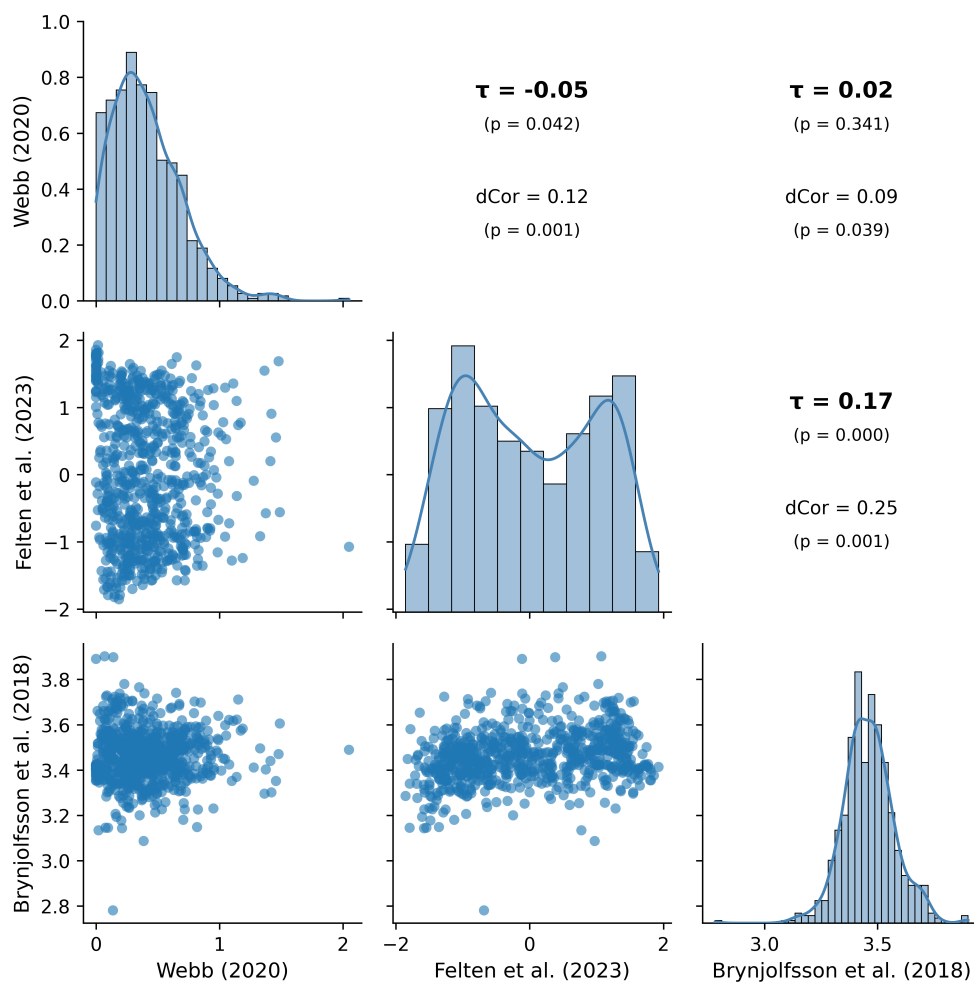 1.0
0.8
0.6
0.4
0.2
0.0
Webb (2020)
τ = -0.05
(p = 0.042)
dCor = 0.12
(p = 0.001)
τ = 0.02
(p = 0.341)
dCor = 0.09
(p = 0.039)
2
1
0
−1
−2
Felten et al. (2023)
τ = 0.17
(p = 0.000)
dCor = 0.25
(p = 0.001)
3.8
3.6
3.4
3.2
3.0
2.8
Brynjolfsson et al. (2018)
0 1 2
Webb (2020)
−2 0 2
Felten et al. (2023)
3.0 3.5
Brynjolfsson et al. (2018)